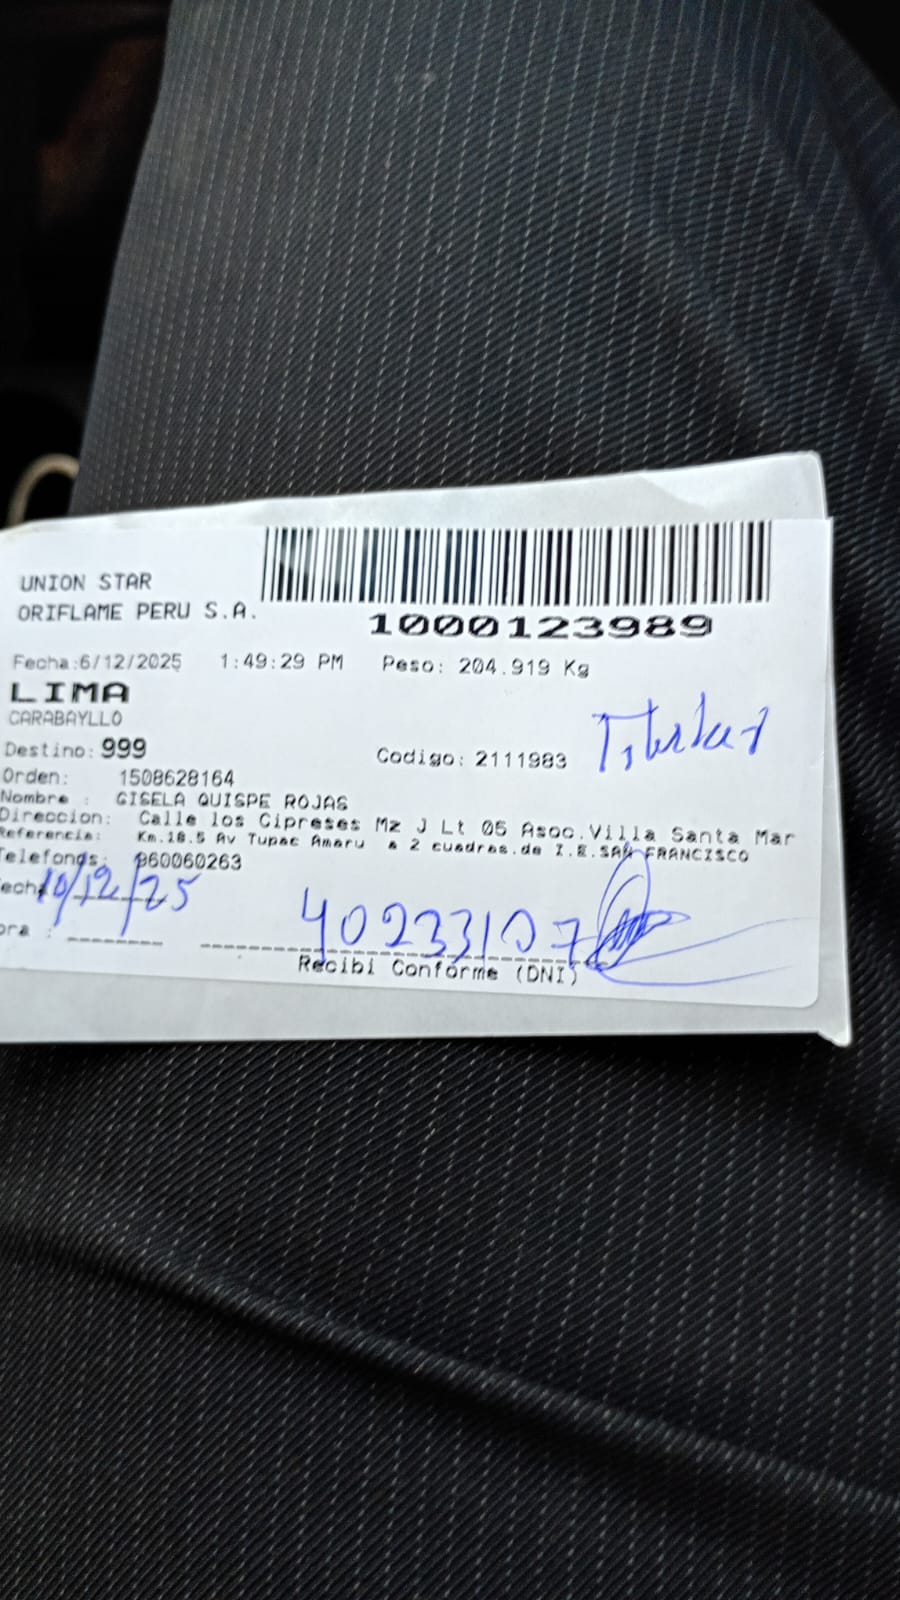 UNION STAR
ORIFLAME PERU S.A.
1000123989
Fecha:6/12/2025 1:49:29 PM Peso: 204.919 Kg
LIMA
CARABAYLLO
Titular
Destino: 999 Codigo: 2111983
Orden: 1508628164
Nombre : GISELA QUISPE ROJAS
Direccion: Calle los Cipreses Mz J Lt 05 Asoc.Villa Santa Mar
Referencia: Km.18.5 Av Tupac Amaru a 2 cuadras.de I.E.SAN FRANCISCO
Telefonos: 960060263
echa 10/12/25
ora : 40233107
Recibi Conforme (DNI)